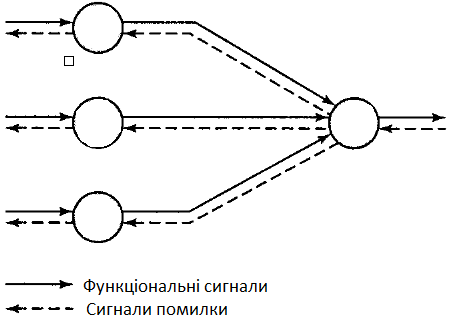 Функціональні сигнали
Сигнали помилки